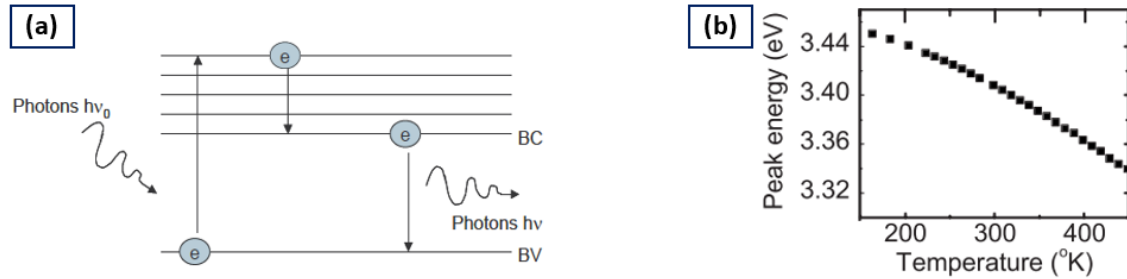 (a)
e
e
Photons hν₀
e
BC
Photons hν
e
BV
(b)
Peak energy (eV)
3.44
3.40
3.36
3.32
200
300
400
Temperature (°K)